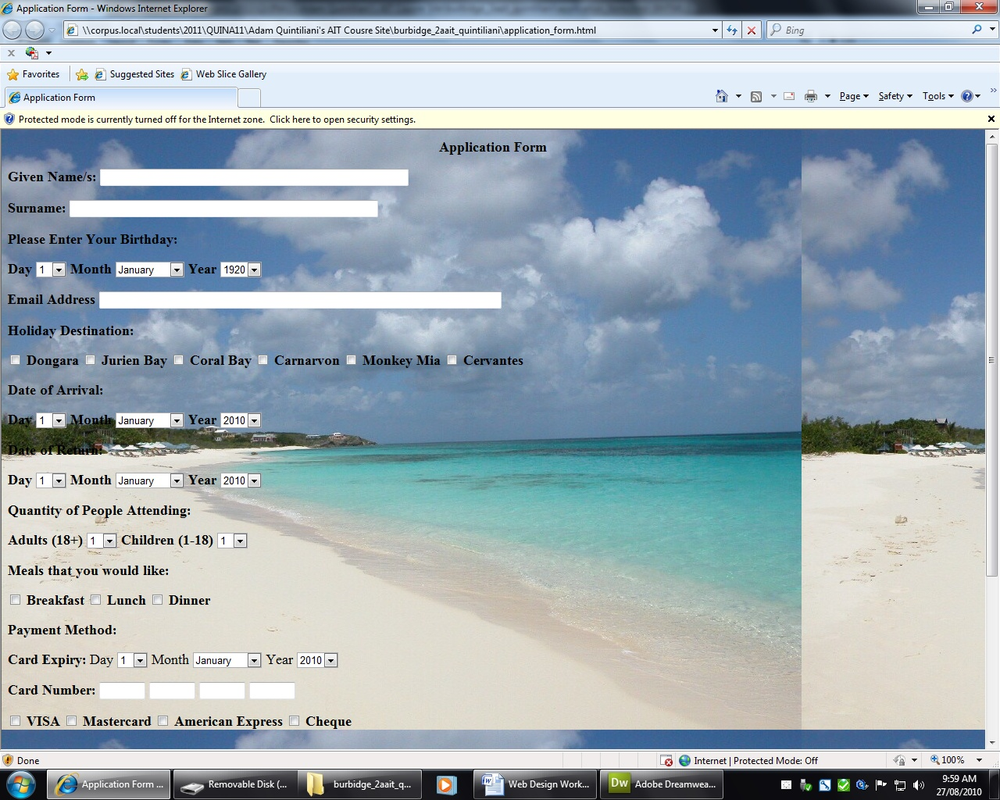 Application Form - Windows Internet Explorer
\\corpus.local\students\2011\QUINA11\Adam Quintiliani's AIT Cousre Site\burbidge_2aait_quintiliani\application_form.html
Bing
x
Favorites Suggested Sites Web Slice Gallery
Application Form Page Safety Tools
Protected mode is currently turned off for the Internet zone. Click here to open security settings.
Application Form
Given Name/s:
Surname:
Please Enter Your Birthday:
Day 1 Month January Year 1920
Email Address
Holiday Destination:
Dongara Jurien Bay Coral Bay Carnarvon Monkey Mia Cervantes
Date of Arrival:
Day 1 Month January Year 2010
Date of Return:
Day 1 Month January Year 2010
Quantity of People Attending:
Adults (18+) 1 Children (1-18) 1
Meals that you would like:
Breakfast Lunch Dinner
Payment Method:
Card Expiry: Day 1 Month January Year 2010
Card Number:
VISA Mastercard American Express Cheque
Done Internet | Protected Mode: Off 100%
Application Form ... Removable Disk (... burbidge_2aait_q... Web Design Work... Dw Adobe Dreamwea... 9:59 AM
27/08/2010